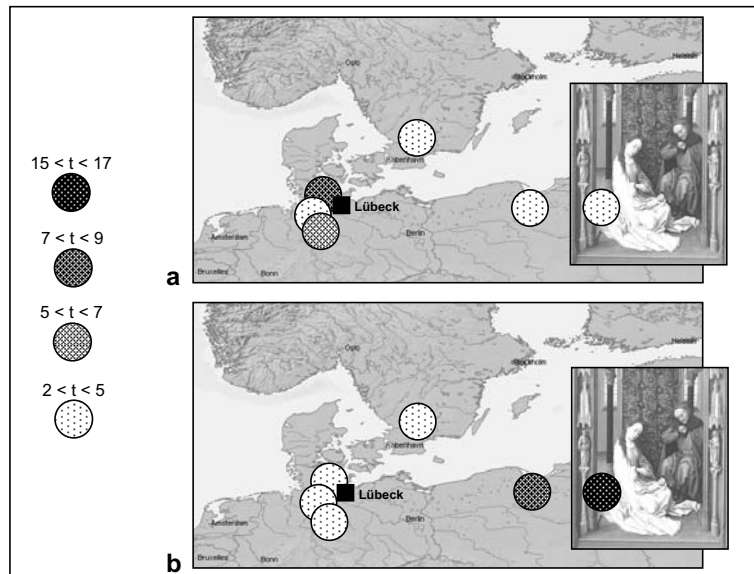 15 < t < 17
7 < t < 9
5 < t < 7
2 < t < 5
Oslo
Stockholm
Helsinki
København
Lübeck
Amsterdam
Berlin
Bruxelles
Bonn
a
Oslo
Stockholm
Helsinki
København
Lübeck
Amsterdam
Berlin
Bruxelles
Bonn
b